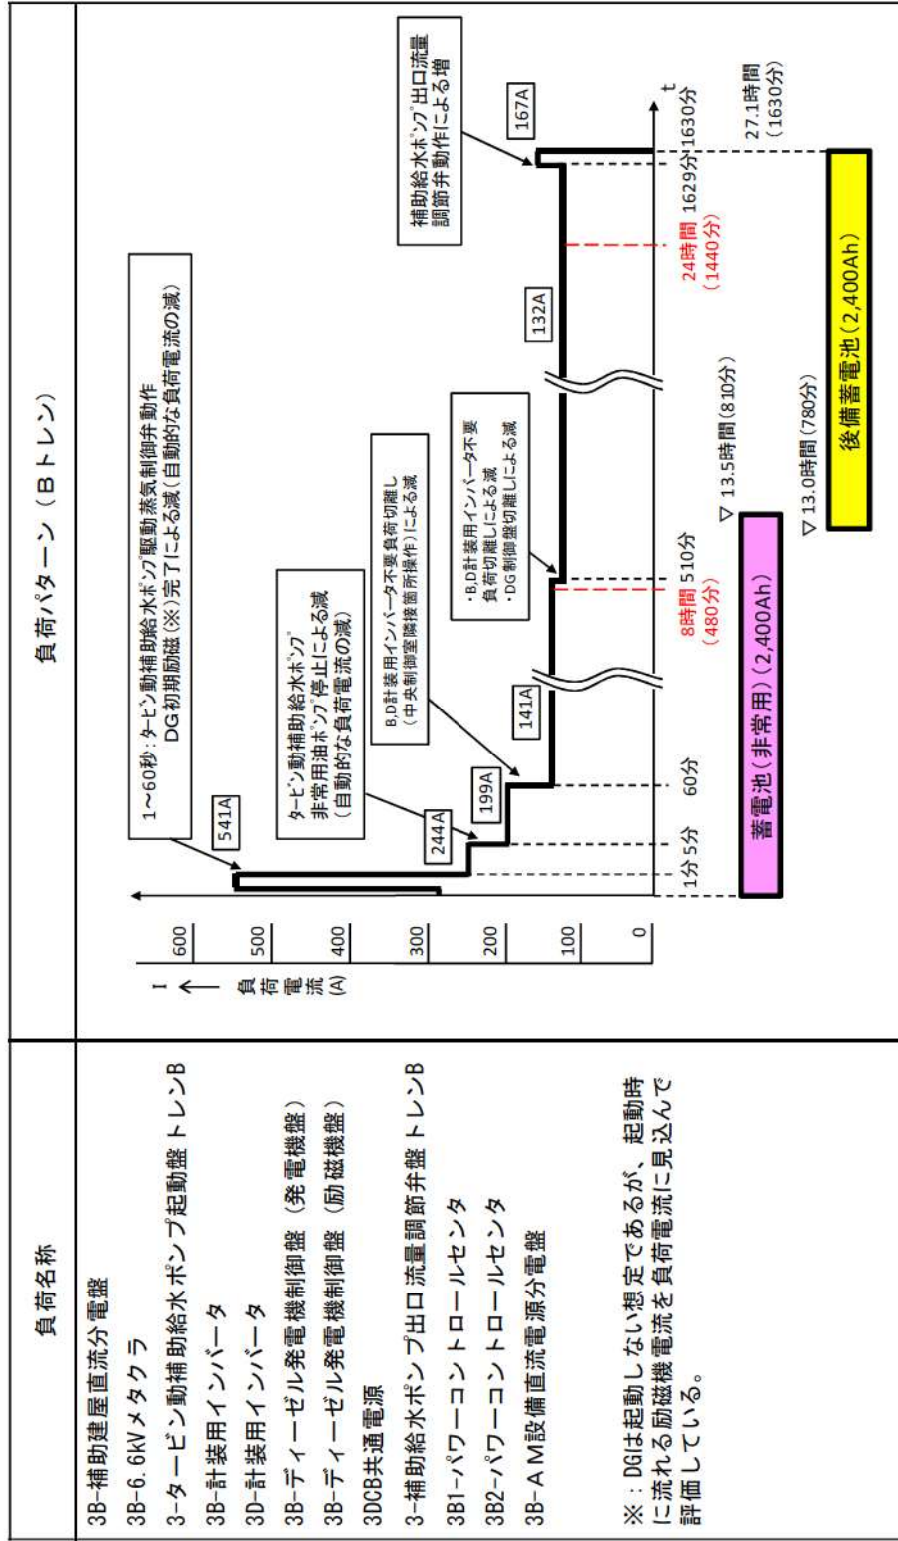 負荷名称
3B-補助建屋直流分電盤
3B-6.6kVメタクラ
3-タービン動補助給水ポンプ起動盤トレンB
3B-計装用インバータ
3D-計装用インバータ
3B-ディーゼル発電機制御盤（発電機盤）
3B-ディーゼル発電機制御盤（励磁機盤）
3DCB共通電源
3-補助給水ポンプ出口流量調節弁盤トレンB
3B1-パワーコントロールセンタ
3B2-パワーコントロールセンタ
3B-ＡＭ設備直流電源分電盤
※：DGは起動しない想定であるが、起動時
に流れる励磁機電流を負荷電流に見込んで
評価している。
負荷パターン（Ｂトレン）
1～60秒：ﾀｰﾋﾞﾝ動補助給水ﾎﾟﾝﾌﾟ駆動蒸気制御弁動作
DG初期励磁(※)完了による減(自動的な負荷電流の減)
541A
ﾀｰﾋﾞﾝ動補助給水ﾎﾟﾝﾌﾟ
非常用油ﾎﾟﾝﾌﾟ停止による減
(自動的な負荷電流の減)
244A
B,D計装用インバータ不要負荷切離し
(中央制御室隣接箇所操作)による減
199A
141A
・B,D計装用インバータ不要
負荷切離しによる減
・DG制御盤切離しによる減
132A
補助給水ﾎﾟﾝﾌﾟ出口流量
調節弁動作による増
167A
I
負荷電流
(A)
600
500
400
300
200
100
0
t
1分
5分
60分
8時間
(480分)
510分
24時間
(1440分)
1629分
1630分
27.1時間
(1630分)
▽13.5時間(810分)
蓄電池(非常用)(2,400Ah)
▽13.0時間(780分)
後備蓄電池(2,400Ah)